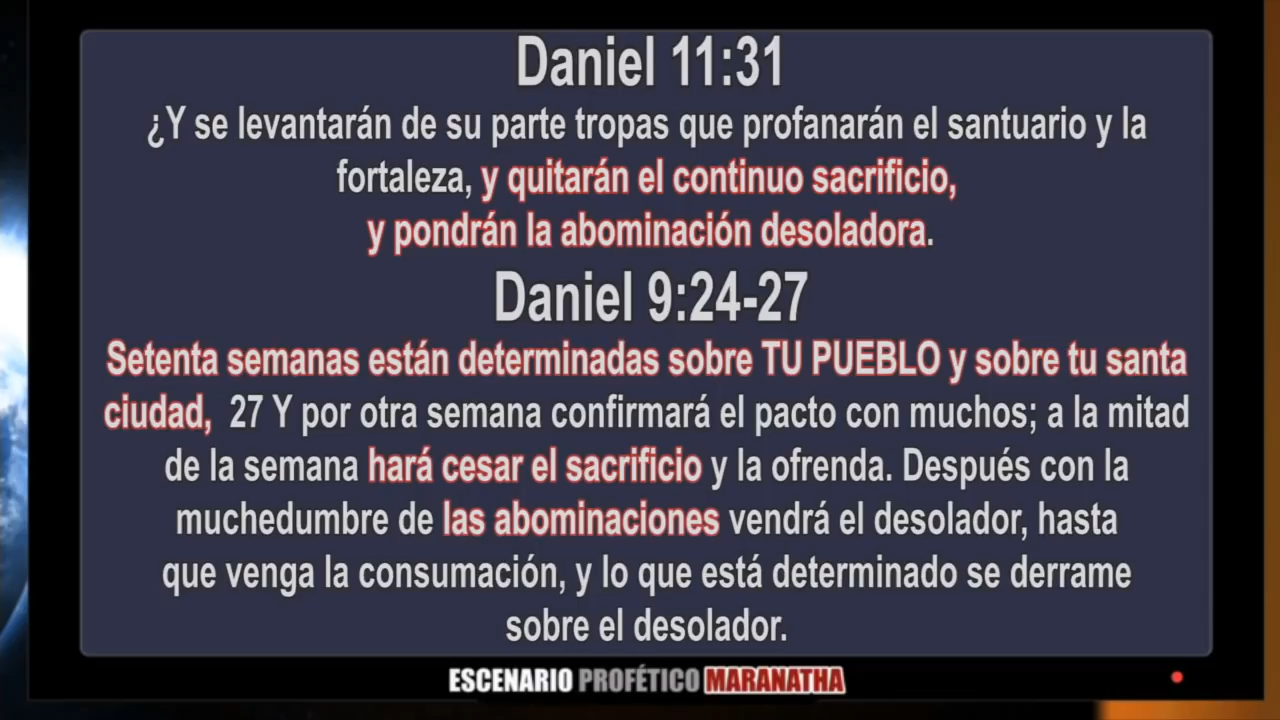 Daniel 11:31
¿Y se levantarán de su parte tropas que profanarán el santuario y la
fortaleza, y quitarán el continuo sacrificio,
y pondrán la abominación desoladora.
Daniel 9:24-27
Setenta semanas están determinadas sobre TU PUEBLO y sobre tu santa
ciudad, 27 Y por otra semana confirmará el pacto con muchos; a la mitad
de la semana hará cesar el sacrificio y la ofrenda. Después con la
muchedumbre de las abominaciones vendrá el desolador, hasta
que venga la consumación, y lo que está determinado se derrame
sobre el desolador.
ESCENARIO PROFÉTICO MARANATHA